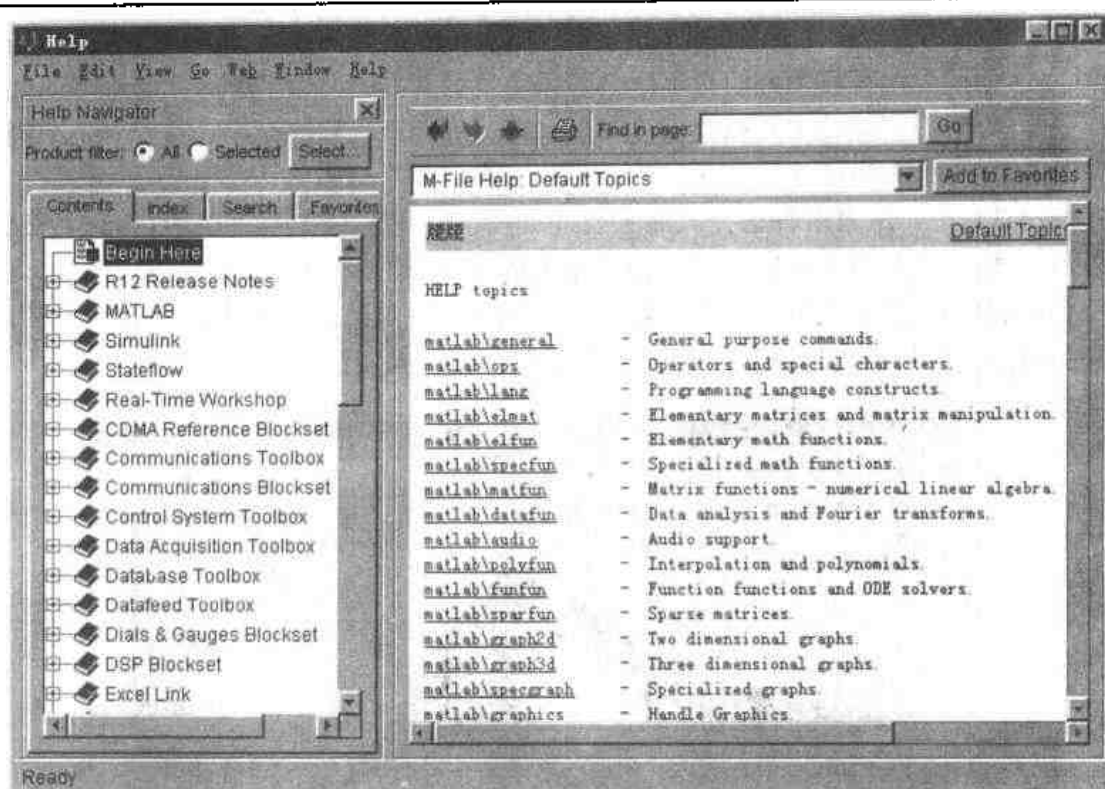 Help
File Edit View Go Web Window Help
Help Navigator
Product filter: All Selected Select...
Contents Index Search Favorites
Begin Here
R12 Release Notes
MATLAB
Simulink
Stateflow
Real-Time Workshop
CDMA Reference Blockset
Communications Toolbox
Communications Blockset
Control System Toolbox
Data Acquisition Toolbox
Database Toolbox
Datafeed Toolbox
Dials & Gauges Blockset
DSP Blockset
Excel Link
Find in page: Go
M-File Help: Default Topics Add to Favorites
Default Topics
HELP topics
matlab\general - General purpose commands.
matlab\ops - Operators and special characters.
matlab\lang - Programming language constructs.
matlab\elmat - Elementary matrices and matrix manipulation.
matlab\elfun - Elementary math functions.
matlab\specfun - Specialized math functions.
matlab\matfun - Matrix functions - numerical linear algebra.
matlab\datafun - Data analysis and Fourier transforms.
matlab\audio - Audio support.
matlab\polyfun - Interpolation and polynomials.
matlab\funfun - Function functions and ODE solvers.
matlab\sparfun - Sparse matrices.
matlab\graph2d - Two dimensional graphs.
matlab\graph3d - Three dimensional graphs.
matlab\specgraph - Specialized graphs.
matlab\graphics - Handle Graphics.
Ready